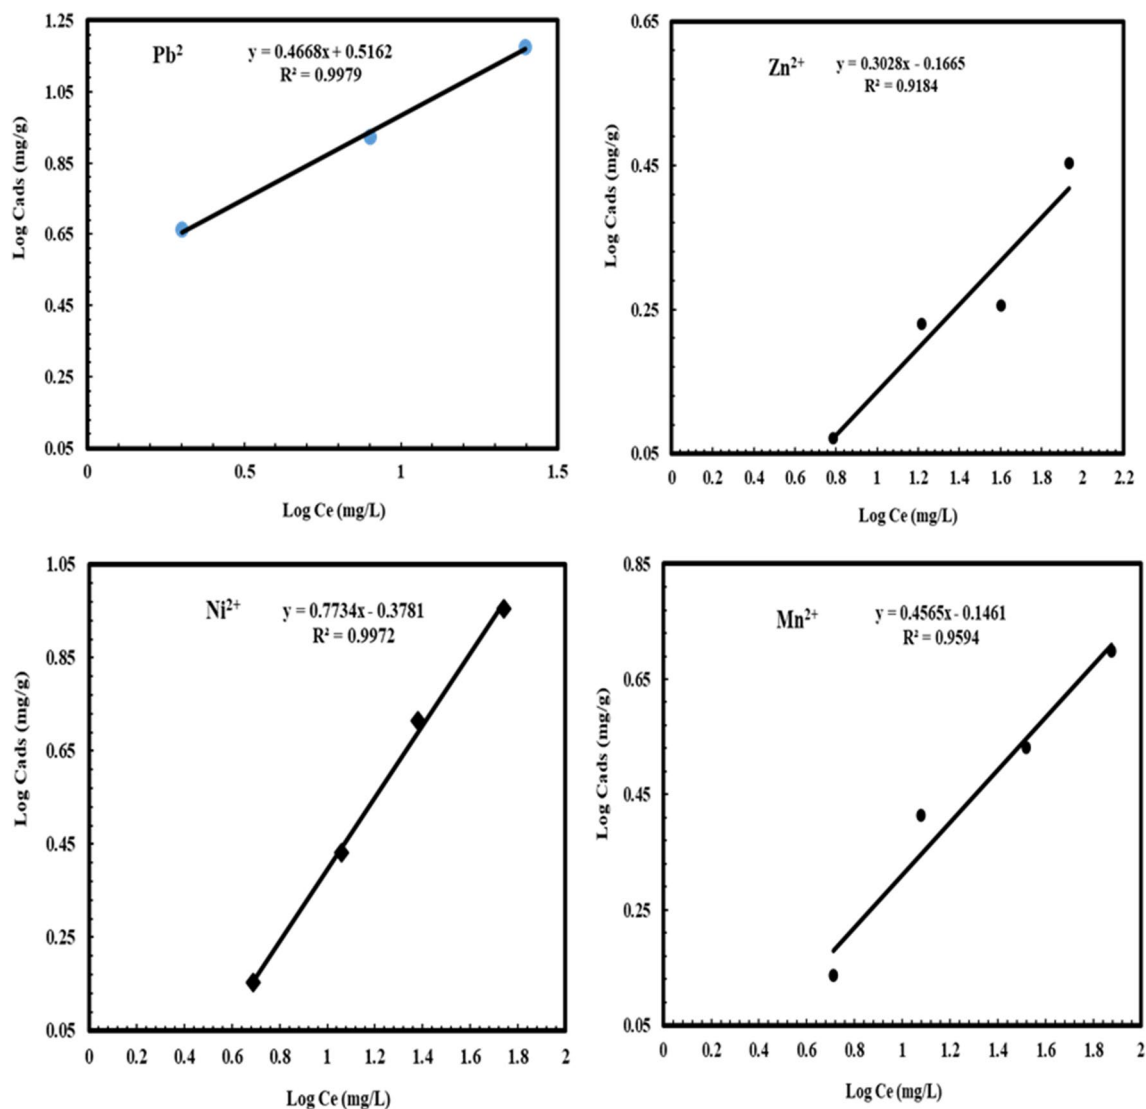 Pb²
y = 0.4668x + 0.5162
R² = 0.9979
Log Cads (mg/g)
1.25
1.05
0.85
0.65
0.45
0.25
0.05
0 0.5 1 1.5
Log Ce (mg/L)
Zn²⁺
y = 0.3028x - 0.1665
R² = 0.9184
Log Cads (mg/g)
0.65
0.45
0.25
0.05
0 0.2 0.4 0.6 0.8 1 1.2 1.4 1.6 1.8 2 2.2
Log Ce (mg/L)
Ni²⁺
y = 0.7734x - 0.3781
R² = 0.9972
Log Cads (mg/g)
1.05
0.85
0.65
0.45
0.25
0.05
0 0.2 0.4 0.6 0.8 1 1.2 1.4 1.6 1.8 2
Log Ce (mg/L)
Mn²⁺
y = 0.4565x - 0.1461
R² = 0.9594
Log Cads (mg/g)
0.85
0.65
0.45
0.25
0.05
0 0.2 0.4 0.6 0.8 1 1.2 1.4 1.6 1.8 2
Log Ce (mg/L)